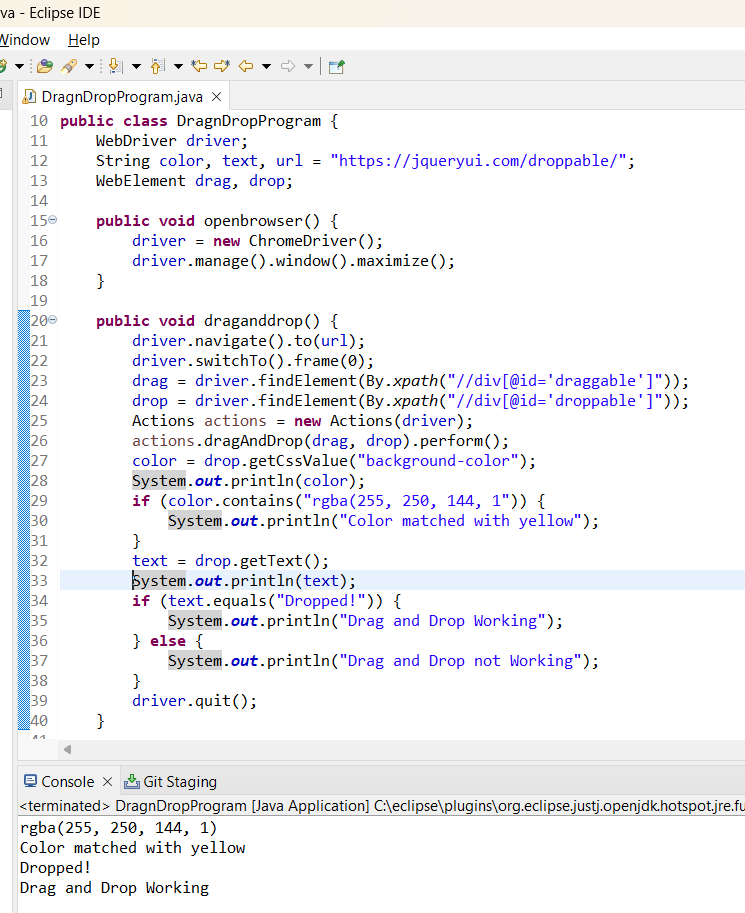 va - Eclipse IDE
Window Help
DragnDropProgram.java
10 public class DragnDropProgram {
11 WebDriver driver;
12 String color, text, url = "https://jqueryui.com/droppable/";
13 WebElement drag, drop;
14
15 public void openbrowser() {
16 driver = new ChromeDriver();
17 driver.manage().window().maximize();
18 }
19
20 public void draganddrop() {
21 driver.navigate().to(url);
22 driver.switchTo().frame(0);
23 drag = driver.findElement(By.xpath("//div[@id='draggable']"));
24 drop = driver.findElement(By.xpath("//div[@id='droppable']"));
25 Actions actions = new Actions(driver);
26 actions.dragAndDrop(drag, drop).perform();
27 color = drop.getCssValue("background-color");
28 System.out.println(color);
29 if (color.contains("rgba(255, 250, 144, 1")) {
30 System.out.println("Color matched with yellow");
31 }
32 text = drop.getText();
33 System.out.println(text);
34 if (text.equals("Dropped!")) {
35 System.out.println("Drag and Drop Working");
36 } else {
37 System.out.println("Drag and Drop not Working");
38 }
39 driver.quit();
40 }
41
Console Git Staging
<terminated> DragnDropProgram [Java Application] C:\eclipse\plugins\org.eclipse.justj.openjdk.hotspot.jre.fu
rgba(255, 250, 144, 1)
Color matched with yellow
Dropped!
Drag and Drop Working